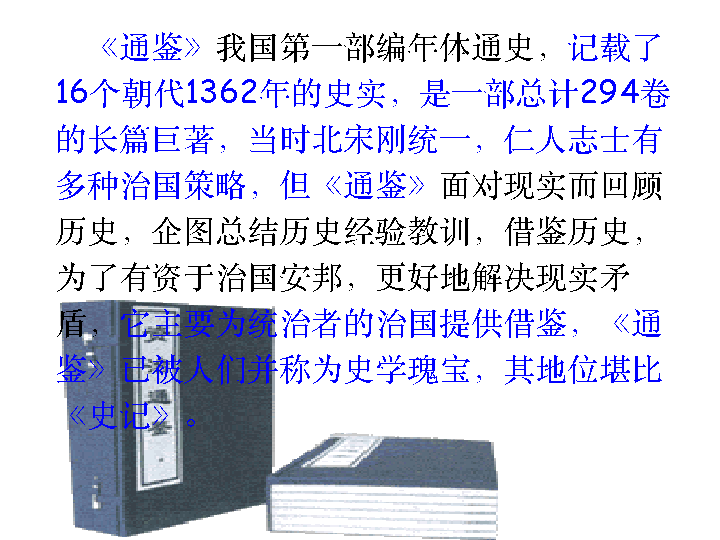 《通鉴》我国第一部编年休通史，记载了
16个朝代1362年的史实，是一部总计294卷
的长篇巨著，当时北宋刚统一，仁人志士有
多种治国策略，但《通鉴》面对现实而回顾
历史，企图总结历史经验教训，借鉴历史，
为了有资于治国安邦，更好地解决现实矛
盾，它主要为统治者的治国提供借鉴，《通
鉴》已被人们并称为史学瑰宝，其地位堪比
《史记》。
资治通鉴